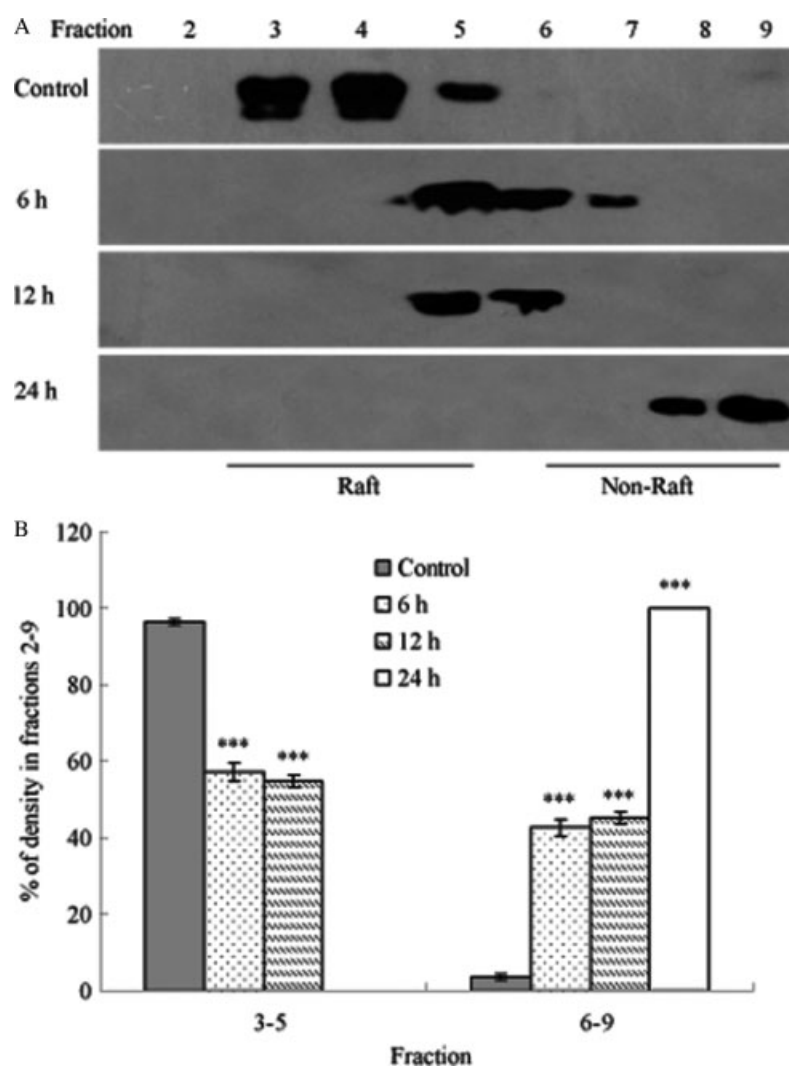 A Fraction 2 3 4 5 6 7 8 9
Control
6 h
12 h
24 h
Raft Non-Raft
B
120
100
80
60
40
20
0
% of density in fractions 2-9
Control
6 h
12 h
24 h
***
***
***
***
***
3-5 6-9
Fraction